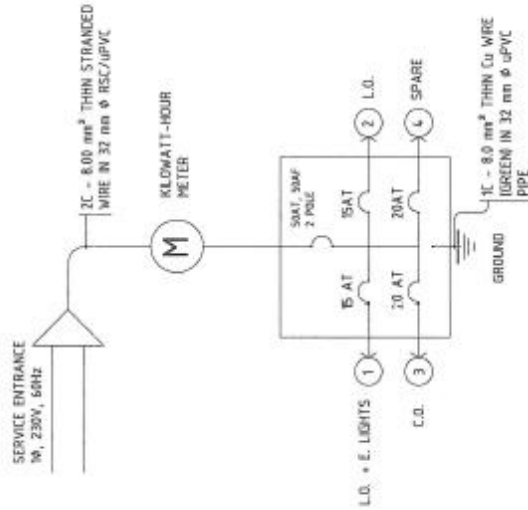 SERVICE ENTRANCE
1Φ, 230V, 60Hz
2C - 8.00 mm² THHN STRANDED
WIRE IN 32 mm Φ RSC/uPVC
KILOWATT-HOUR
METER
M
50AT, 50AF
2 POLE
15 AT
15AT
1
2
L.O. + E. LIGHTS
L.O.
20 AT
20AT
3
4
C.O.
SPARE
GROUND
1C - 8.0 mm² THHN Cu WIRE
(GREEN) IN 32 mm Φ uPVC
PIPE